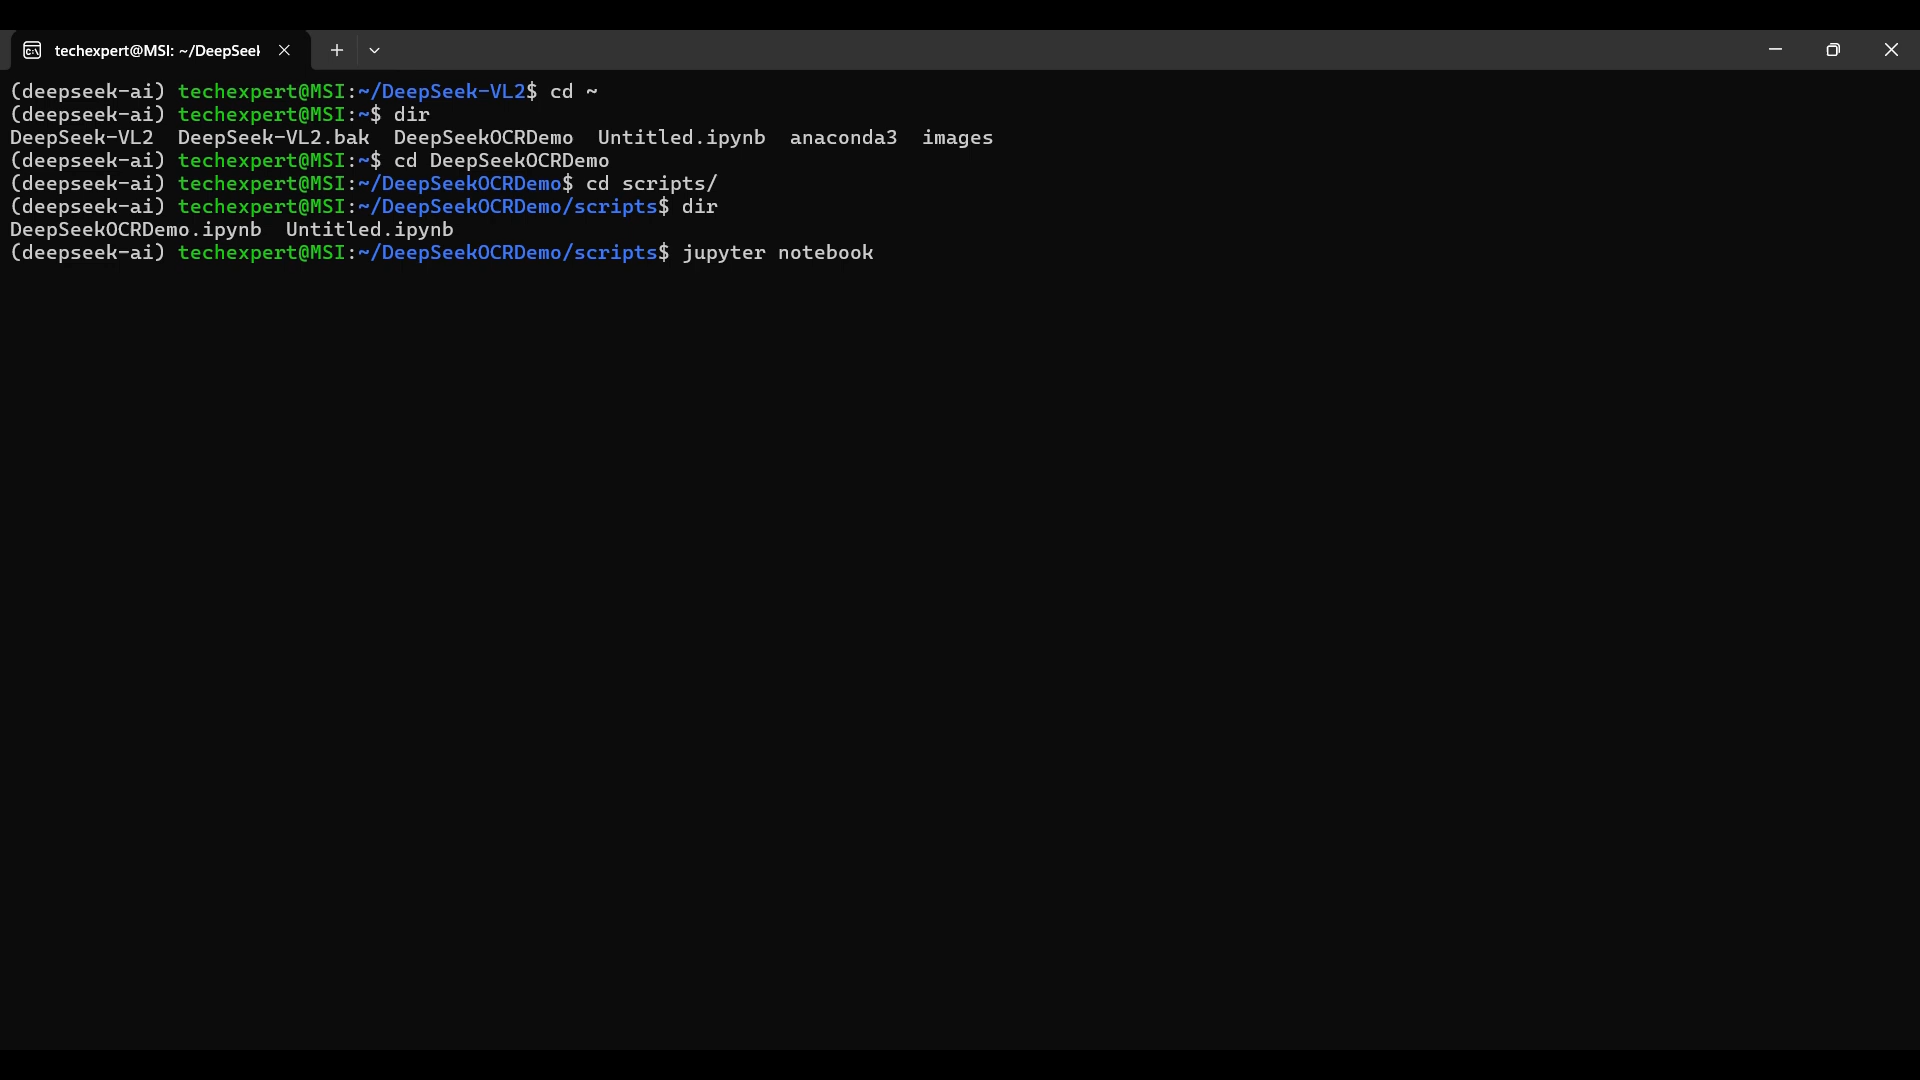 techexpert@MSI: ~/DeepSeel
(deepseek-ai) techexpert@MSI:~/DeepSeek-VL2$ cd ~
(deepseek-ai) techexpert@MSI:~$ dir
DeepSeek-VL2  DeepSeek-VL2.bak  DeepSeekOCRDemo  Untitled.ipynb  anaconda3  images
(deepseek-ai) techexpert@MSI:~$ cd DeepSeekOCRDemo
(deepseek-ai) techexpert@MSI:~/DeepSeekOCRDemo$ cd scripts/
(deepseek-ai) techexpert@MSI:~/DeepSeekOCRDemo/scripts$ dir
DeepSeekOCRDemo.ipynb  Untitled.ipynb
(deepseek-ai) techexpert@MSI:~/DeepSeekOCRDemo/scripts$ jupyter notebook